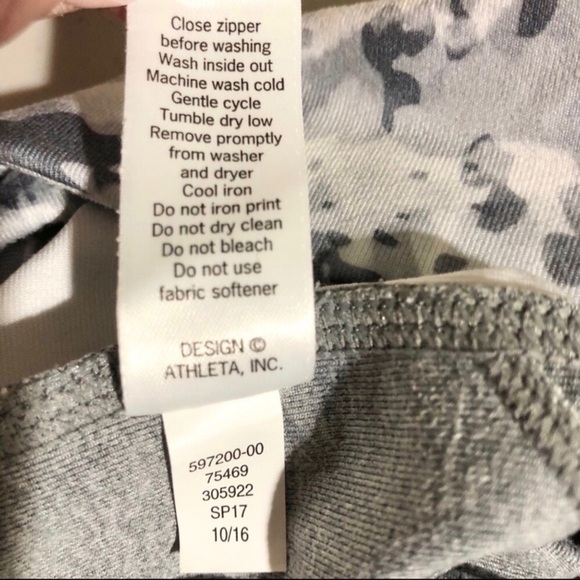 Close zipper
before washing
Wash inside out
Machine wash cold
Gentle cycle
Tumble dry low
Remove promptly
from washer
and dryer
Cool iron
Do not iron print
Do not dry clean
Do not bleach
Do not use
fabric softener
DESIGN ©
ATHLETA, INC.
597200-00
75469
305922
SP17
10/16